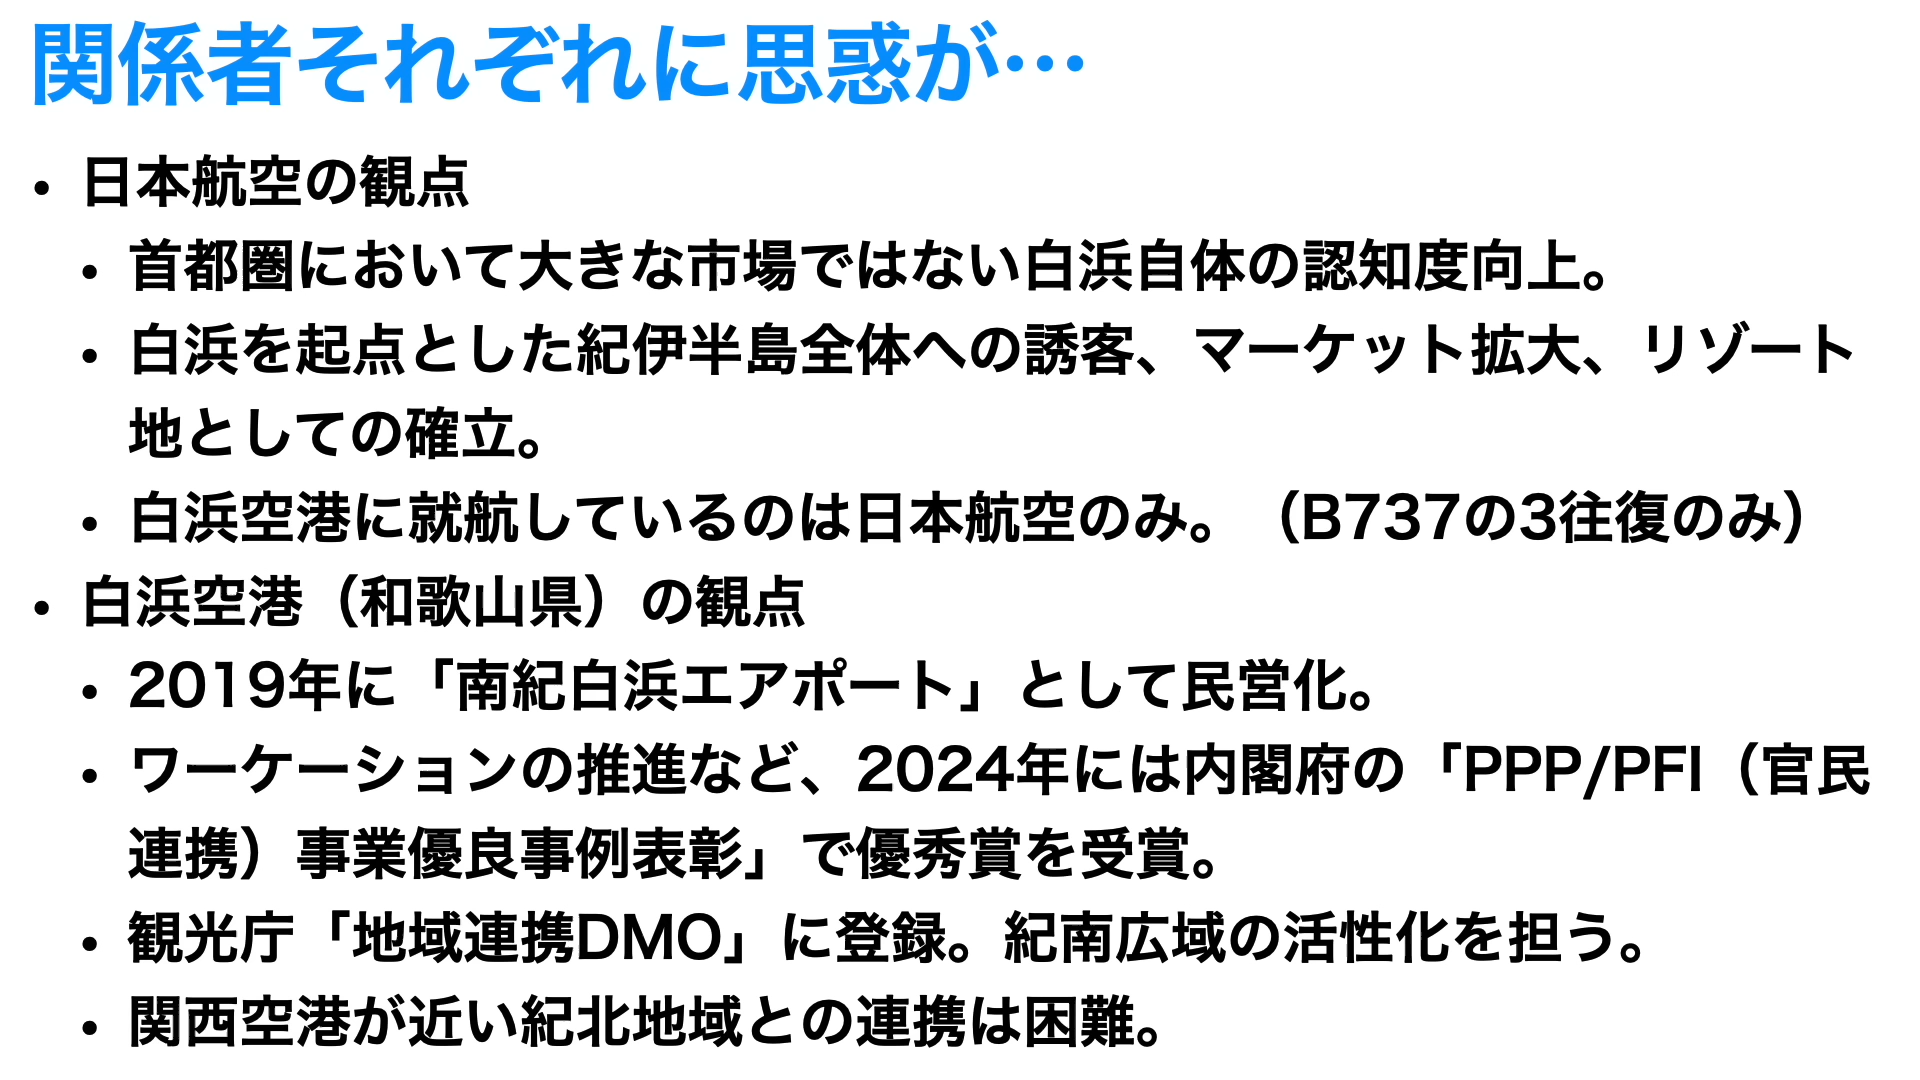 関係者それぞれに思惑が…
• 日本航空の観点
• 首都圏において大きな市場ではない白浜自体の認知度向上。
• 白浜を起点とした紀伊半島全体への誘客、マーケット拡大、リゾート
地としての確立。
• 白浜空港に就航しているのは日本航空のみ。（B737の3往復のみ）
• 白浜空港（和歌山県）の観点
• 2019年に「南紀白浜エアポート」として民営化。
• ワーケーションの推進など、2024年には内閣府の「PPP/PFI（官民
連携）事業優良事例表彰」で優秀賞を受賞。
• 観光庁「地域連携DMO」に登録。紀南広域の活性化を担う。
• 関西空港が近い紀北地域との連携は困難。